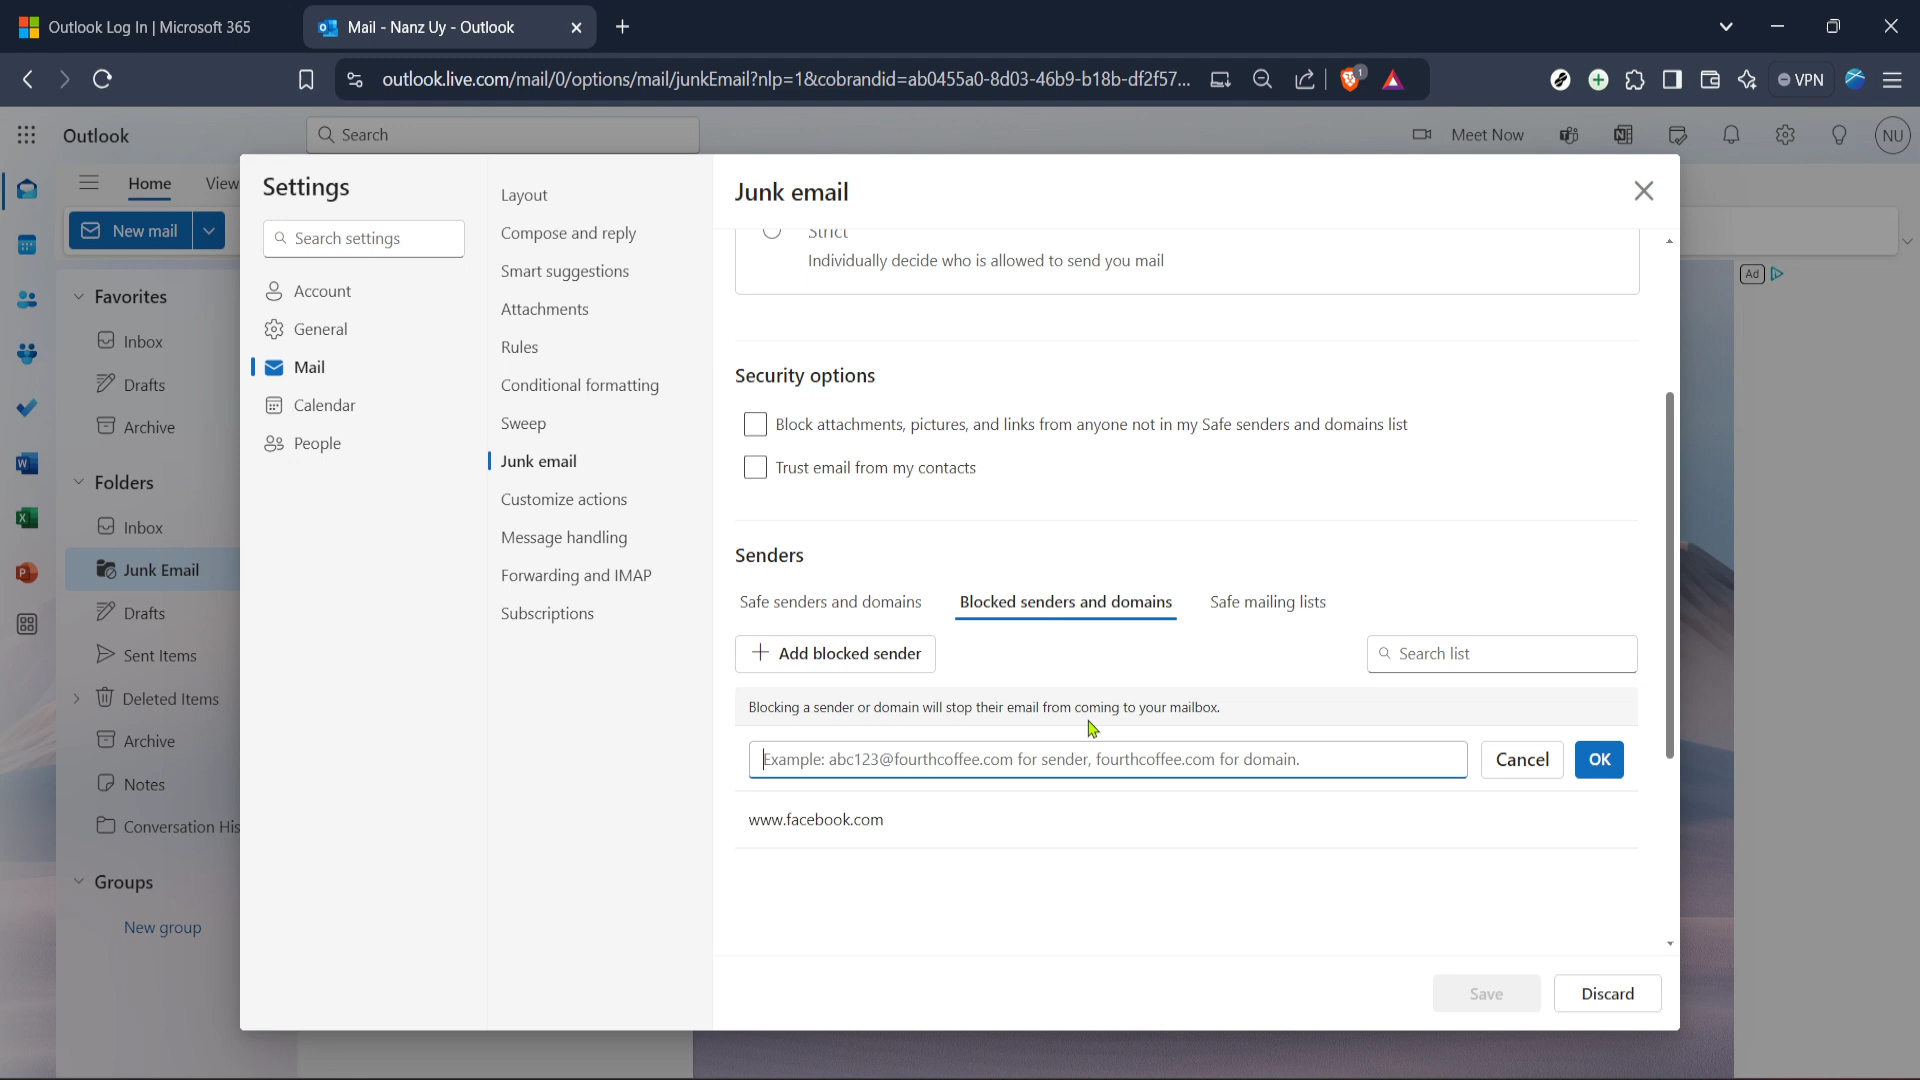 Outlook Log In | Microsoft 365
Mail - Nanz Uy - Outlook
outlook.live.com/mail/0/options/mail/junkEmail?nlp=1&cobrandid=ab0455a0-8d03-46b9-b18b-df2f57...
1
VPN
Outlook
Search
Meet Now
NU
Home
View
New mail
Favorites
Inbox
Drafts
Archive
Folders
Inbox
Junk Email
Drafts
Sent Items
Deleted Items
Archive
Notes
Conversation His
Groups
New group
Settings
Search settings
Account
General
Mail
Calendar
People
Layout
Compose and reply
Smart suggestions
Attachments
Rules
Conditional formatting
Sweep
Junk email
Customize actions
Message handling
Forwarding and IMAP
Subscriptions
Junk email
Strict
Individually decide who is allowed to send you mail
Security options
Block attachments, pictures, and links from anyone not in my Safe senders and domains list
Trust email from my contacts
Senders
Safe senders and domains
Blocked senders and domains
Safe mailing lists
Add blocked sender
Search list
Blocking a sender or domain will stop their email from coming to your mailbox.
Example: abc123@fourthcoffee.com for sender, fourthcoffee.com for domain.
Cancel
OK
www.facebook.com
Save
Discard
Ad